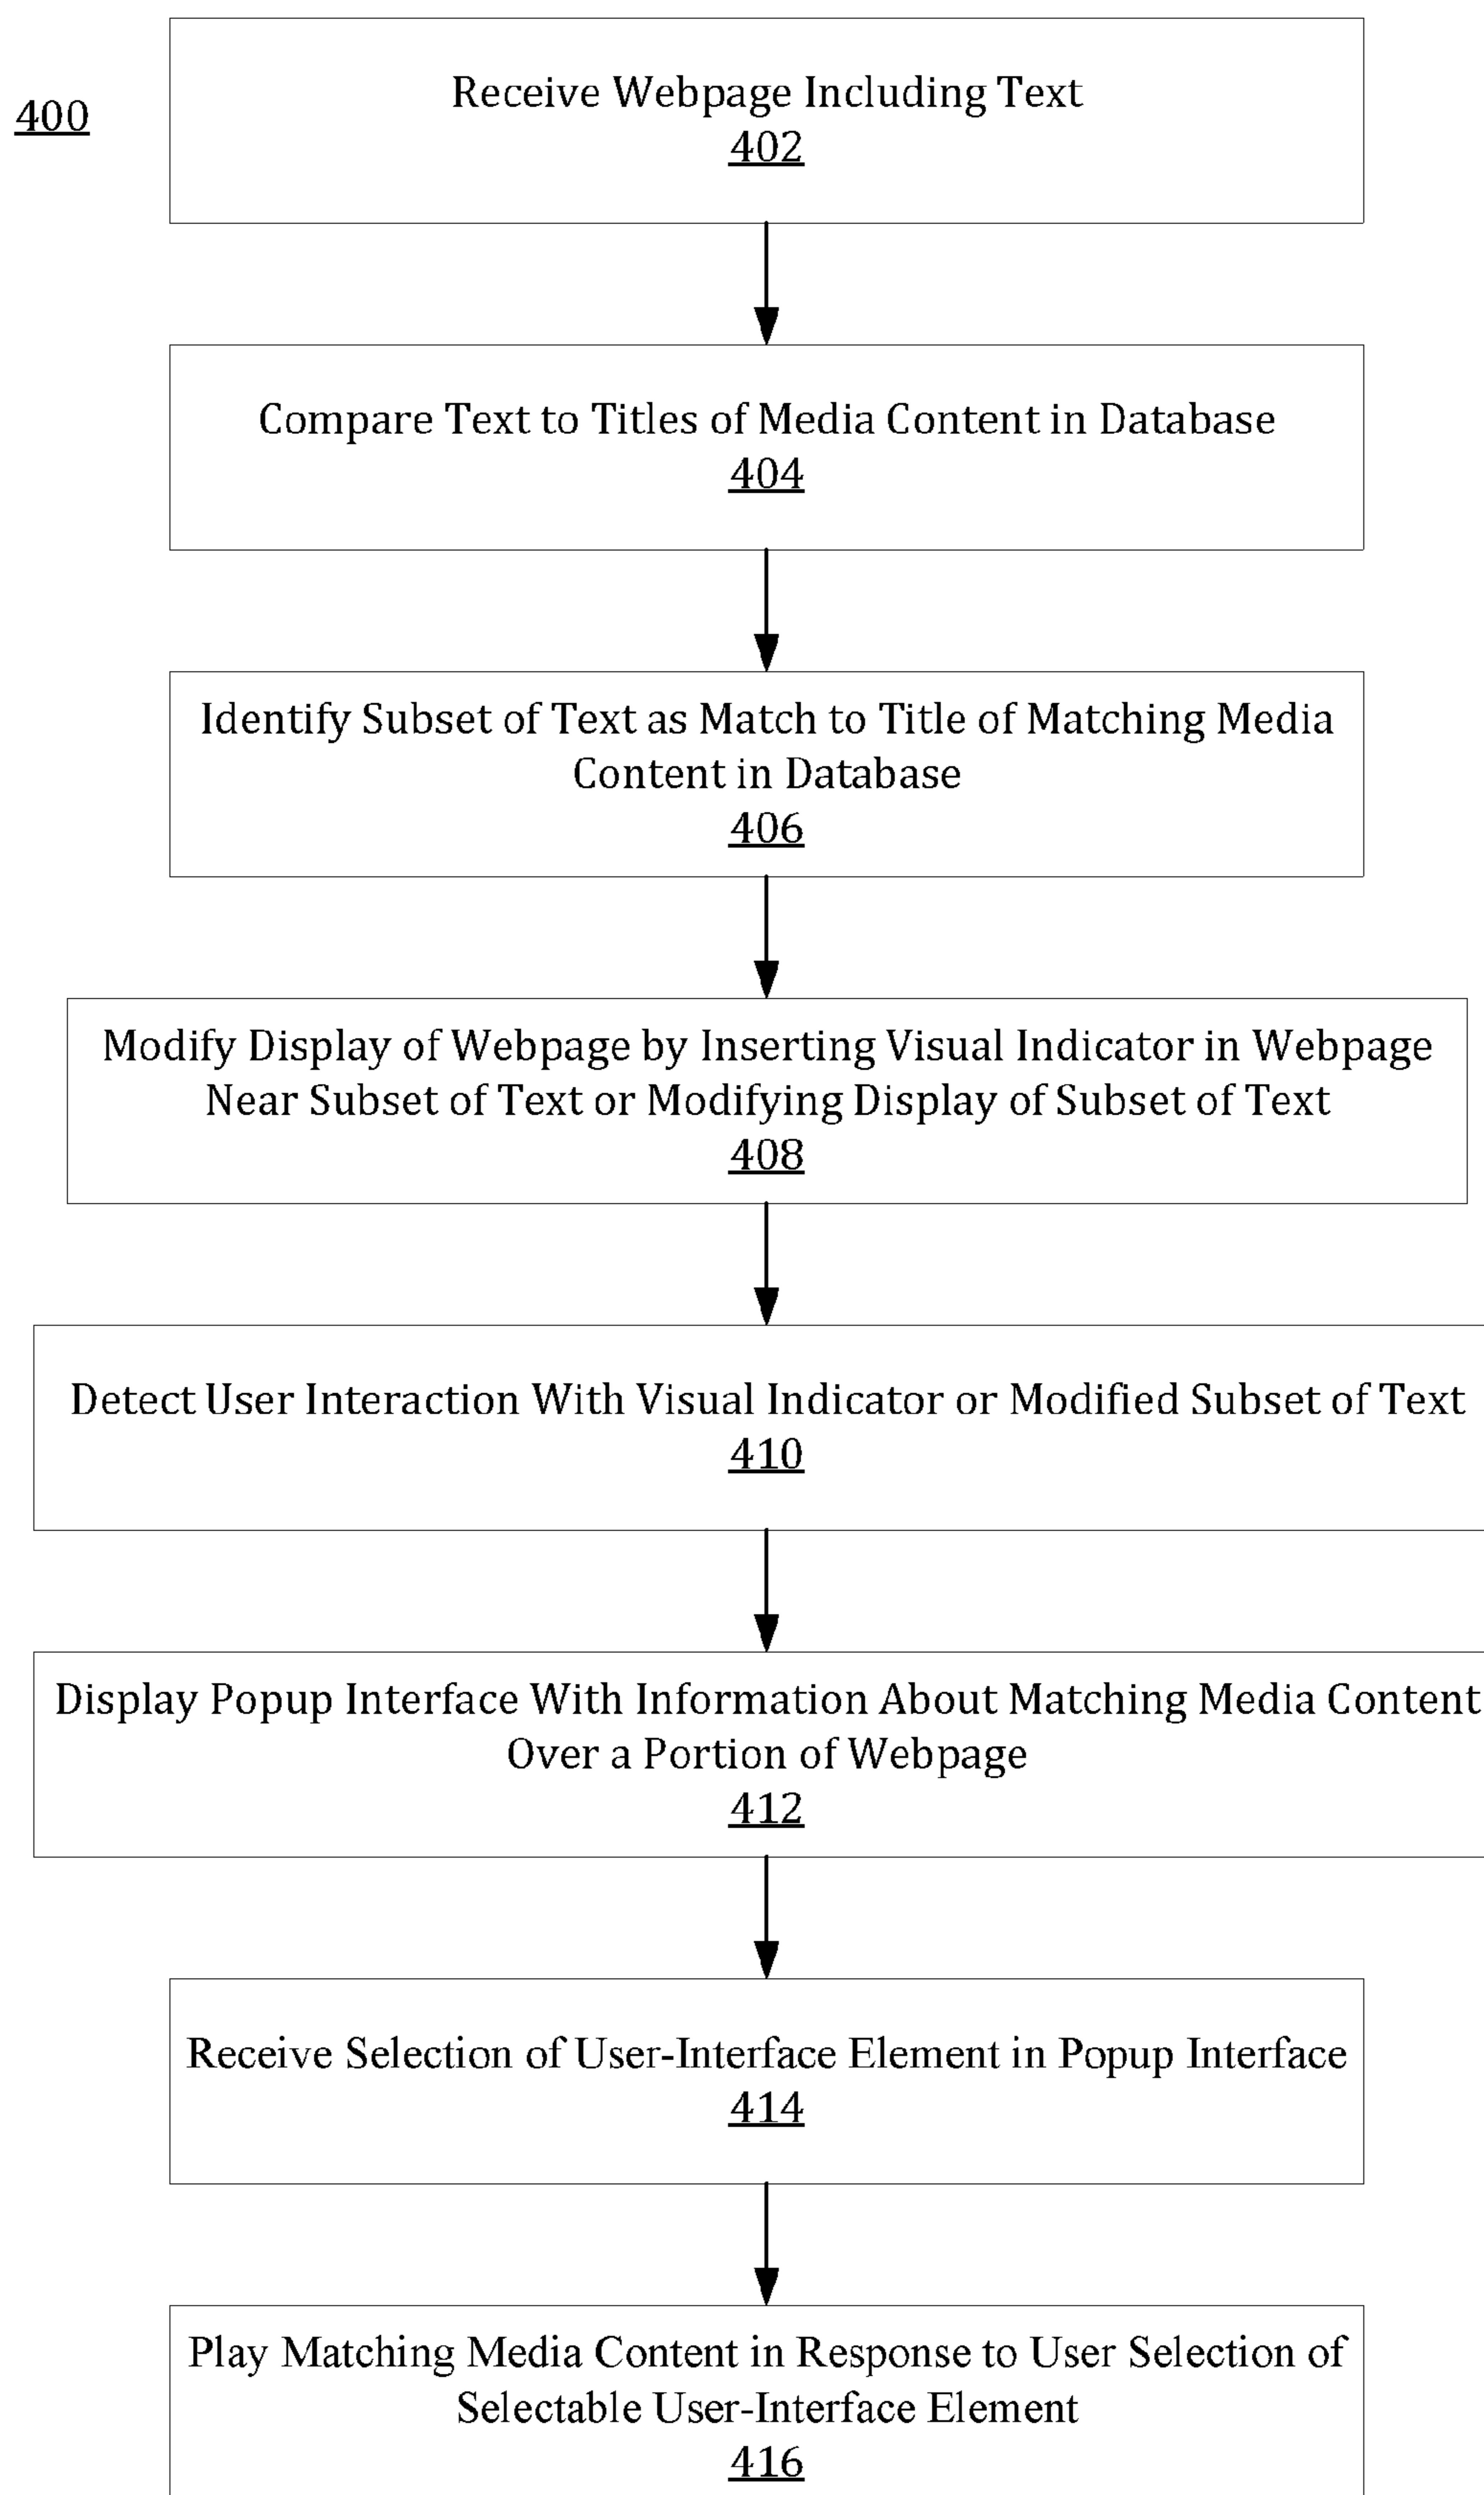 400
Receive Webpage Including Text
402
Compare Text to Titles of Media Content in Database
404
Identify Subset of Text as Match to Title of Matching Media
Content in Database
406
Modify Display of Webpage by Inserting Visual Indicator in Webpage
Near Subset of Text or Modifying Display of Subset of Text
408
Detect User Interaction With Visual Indicator or Modified Subset of Text
410
Display Popup Interface With Information About Matching Media Content
Over a Portion of Webpage
412
Receive Selection of User-Interface Element in Popup Interface
414
Play Matching Media Content in Response to User Selection of
Selectable User-Interface Element
416